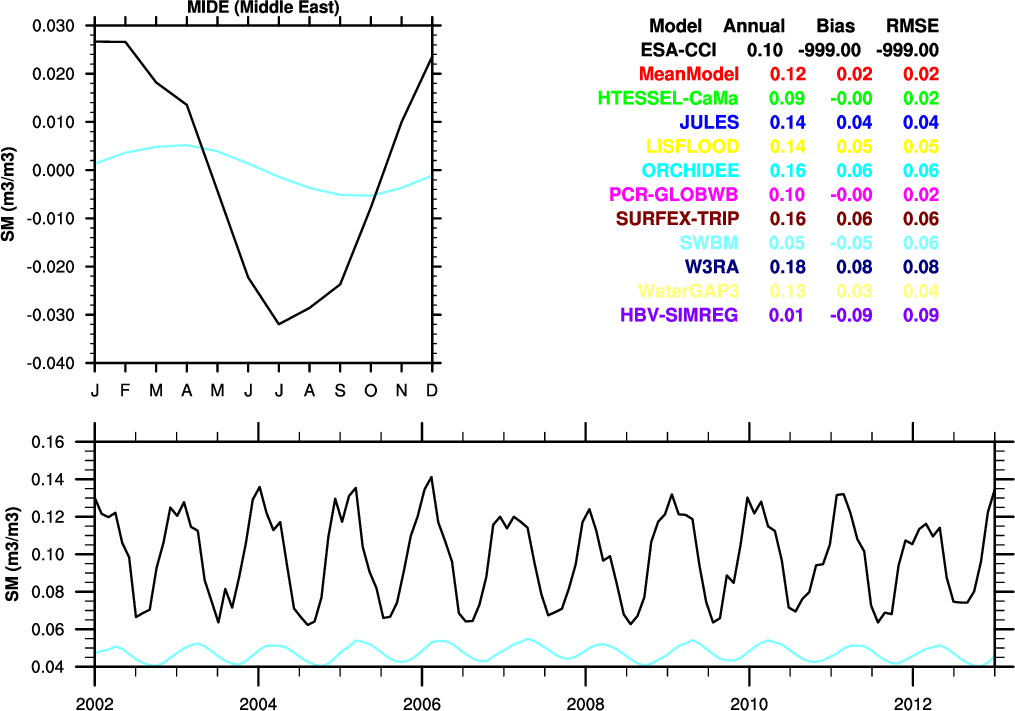 MIDE (Middle East)
0.030
0.020
0.010
0.000
-0.010
-0.020
-0.030
-0.040
SM (m3/m3)
J F M A M J J A S O N D
Model Annual Bias RMSE
ESA-CCI 0.10 -999.00 -999.00
MeanModel 0.12 0.02 0.02
HTESSEL-CaMa 0.09 -0.00 0.02
JULES 0.14 0.04 0.04
LISFLOOD 0.14 0.05 0.05
ORCHIDEE 0.16 0.06 0.06
PCR-GLOBWB 0.10 -0.00 0.02
SURFEX-TRIP 0.16 0.06 0.06
SWBM 0.05 -0.05 0.06
W3RA 0.18 0.08 0.08
WaterGAP3 0.13 0.03 0.04
HBV-SIMREG 0.01 -0.09 0.09
0.16
0.14
0.12
0.10
0.08
0.06
0.04
SM (m3/m3)
2002 2004 2006 2008 2010 2012